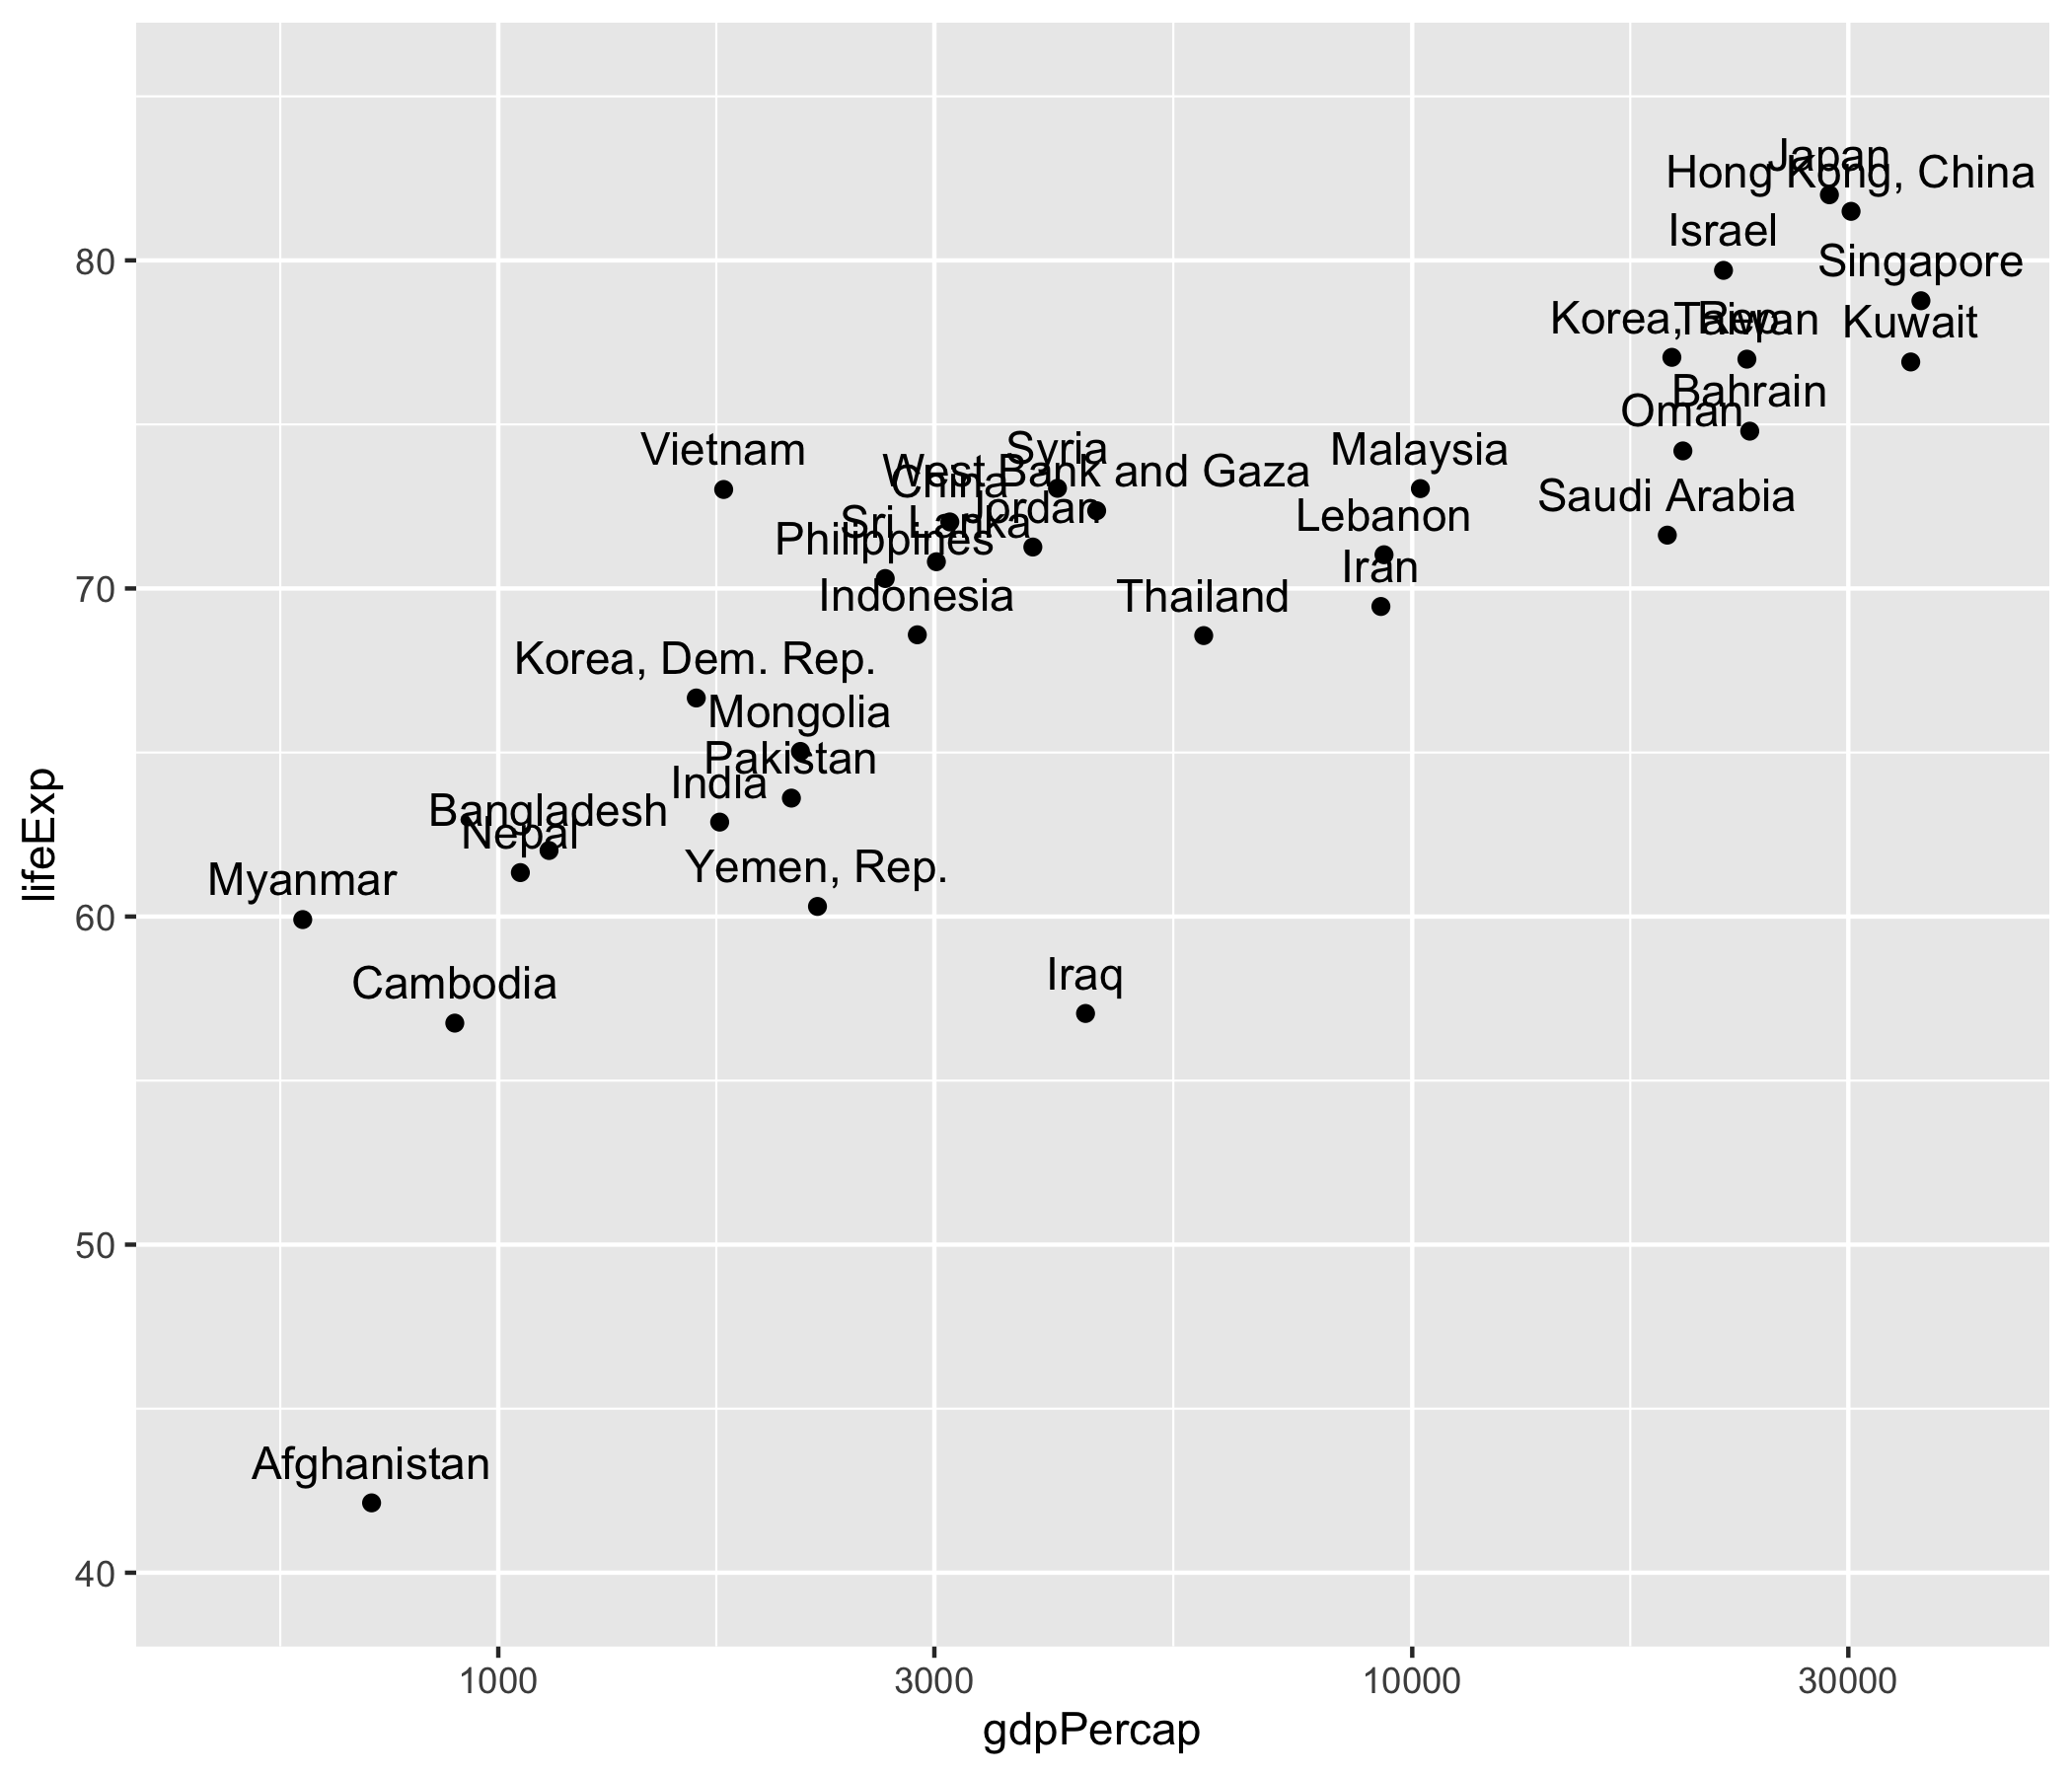 Japan
Hong Kong, China
Israel
Singapore
Korea, Rep.
Taiwan
Kuwait
Bahrain
Oman
Vietnam
Syria
Malaysia
West Bank and Gaza
China
Saudi Arabia
Jordan
Lebanon
Sri Lanka
Philippines
Iran
Indonesia
Thailand
Korea, Dem. Rep.
Mongolia
Pakistan
India
Bangladesh
Nepal
Yemen, Rep.
Myanmar
Cambodia
Iraq
Afghanistan
80
70
60
50
40
lifeExp
1000
3000
10000
30000
gdpPercap